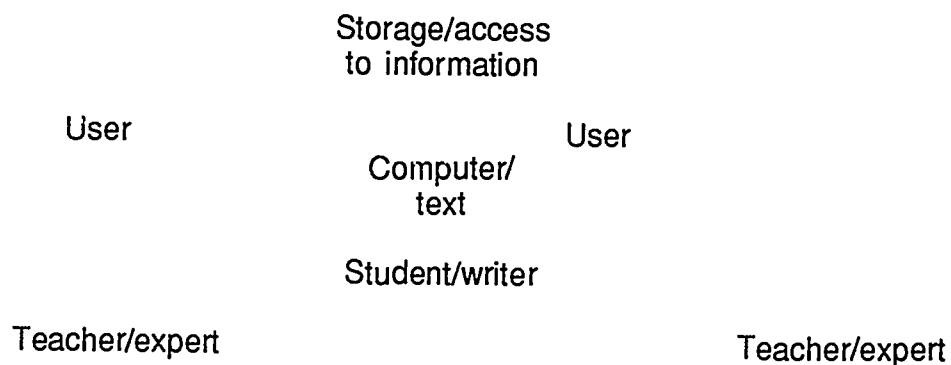 Storage/access
to information
User
User
Computer/
text
Student/writer
Teacher/expert
Teacher/expert